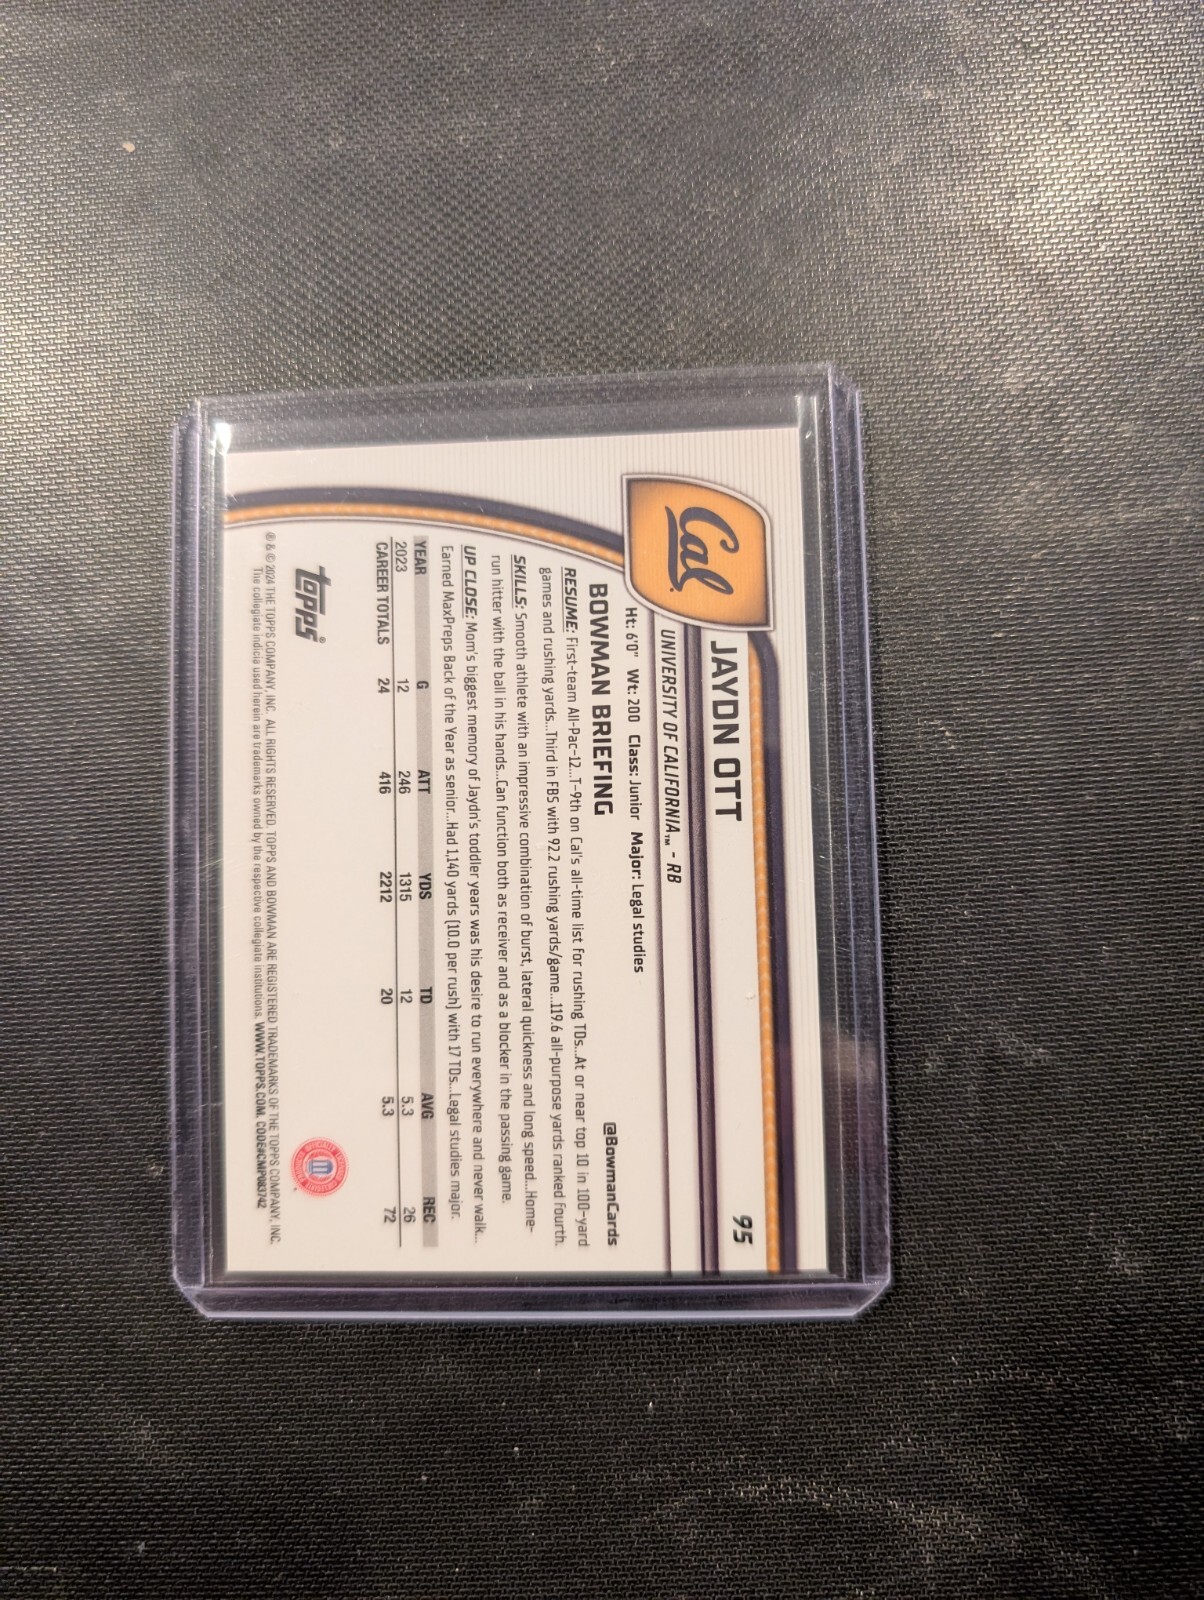 Cal
JAYDN OTT
95
UNIVERSITY OF CALIFORNIA™ - RB
Ht: 6'0" Wt: 200 Class: Junior Major: Legal studies
BOWMAN BRIEFING
@BowmanCards
RESUME: First-team All-Pac-12...T-9th on Cal's all-time list for rushing TDs...At or near top 10 in 100-yard
games and rushing yards...Third in FBS with 92.2 rushing yards/game...119.6 all-purpose yards ranked fourth.
SKILLS: Smooth athlete with an impressive combination of burst, lateral quickness and long speed...Home-
run hitter with the ball in his hands...Can function both as receiver and as a blocker in the passing game.
UP CLOSE: Mom's biggest memory of Jaydn's toddler years was his desire to run everywhere and never walk...
Earned MaxPreps Back of the Year as senior...Had 1,140 yards (10.0 per rush) with 17 TDs...Legal studies major.
YEAR G ATT YDS TD AVG REC
2023 12 246 1315 12 5.3 26
CAREER TOTALS 24 416 2212 20 5.3 72
topps
® & © 2024 THE TOPPS COMPANY, INC. ALL RIGHTS RESERVED. TOPPS AND BOWMAN ARE REGISTERED TRADEMARKS OF THE TOPPS COMPANY, INC.
The collegiate indicia used herein are trademarks owned by the respective collegiate institutions. WWW.TOPPS.COM. CODE#CMP083742